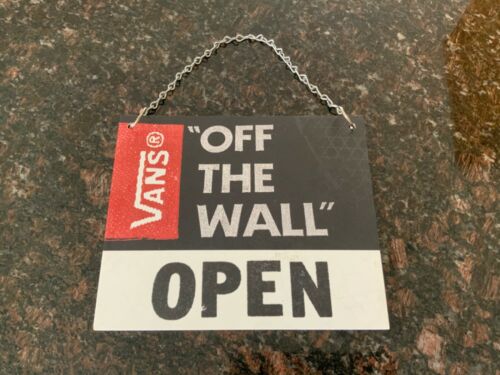 VANS®
"OFF
THE
WALL"
OPEN